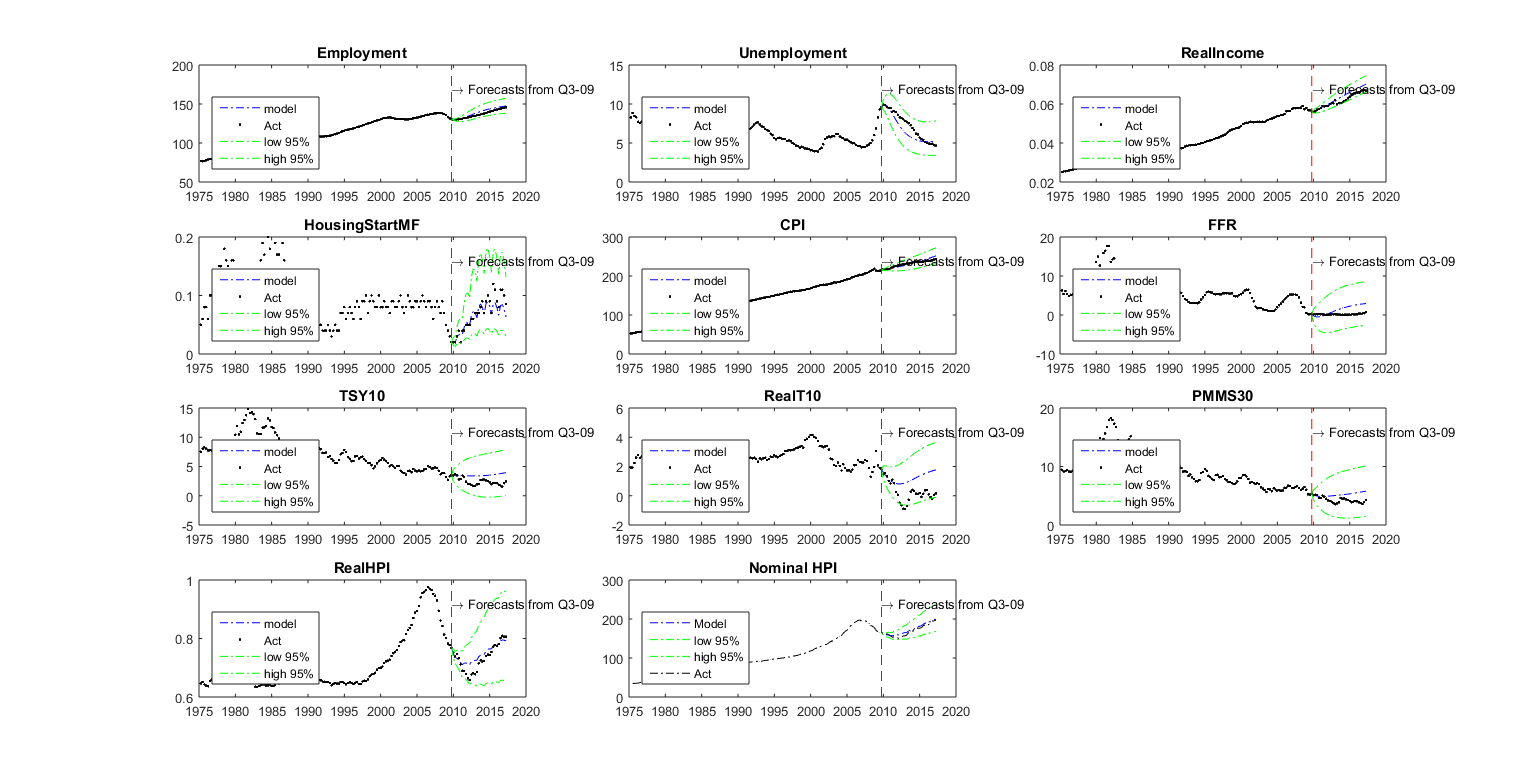 Employment
200
150
100
50
→ Forecasts from Q3-09
model
Act
low 95%
high 95%
1975 1980 1985 1990 1995 2000 2005 2010 2015 2020
Unemployment
15
10
5
0
→ Forecasts from Q3-09
model
Act
low 95%
high 95%
1975 1980 1985 1990 1995 2000 2005 2010 2015 2020
RealIncome
0.08
0.06
0.04
0.02
→ Forecasts from Q3-09
model
Act
low 95%
high 95%
1975 1980 1985 1990 1995 2000 2005 2010 2015 2020
HousingStartMF
0.2
0.1
0
→ Forecasts from Q3-09
model
Act
low 95%
high 95%
1975 1980 1985 1990 1995 2000 2005 2010 2015 2020
CPI
300
200
100
0
→ Forecasts from Q3-09
model
Act
low 95%
high 95%
1975 1980 1985 1990 1995 2000 2005 2010 2015 2020
FFR
20
10
0
-10
→ Forecasts from Q3-09
model
Act
low 95%
high 95%
1975 1980 1985 1990 1995 2000 2005 2010 2015 2020
TSY10
15
10
5
0
-5
→ Forecasts from Q3-09
model
Act
low 95%
high 95%
1975 1980 1985 1990 1995 2000 2005 2010 2015 2020
RealT10
6
4
2
0
-2
→ Forecasts from Q3-09
model
Act
low 95%
high 95%
1975 1980 1985 1990 1995 2000 2005 2010 2015 2020
PMMS30
20
10
0
→ Forecasts from Q3-09
model
Act
low 95%
high 95%
1975 1980 1985 1990 1995 2000 2005 2010 2015 2020
RealHPI
1
0.8
0.6
→ Forecasts from Q3-09
model
Act
low 95%
high 95%
1975 1980 1985 1990 1995 2000 2005 2010 2015 2020
Nominal HPI
300
200
100
0
→ Forecasts from Q3-09
Model
low 95%
high 95%
Act
1975 1980 1985 1990 1995 2000 2005 2010 2015 2020